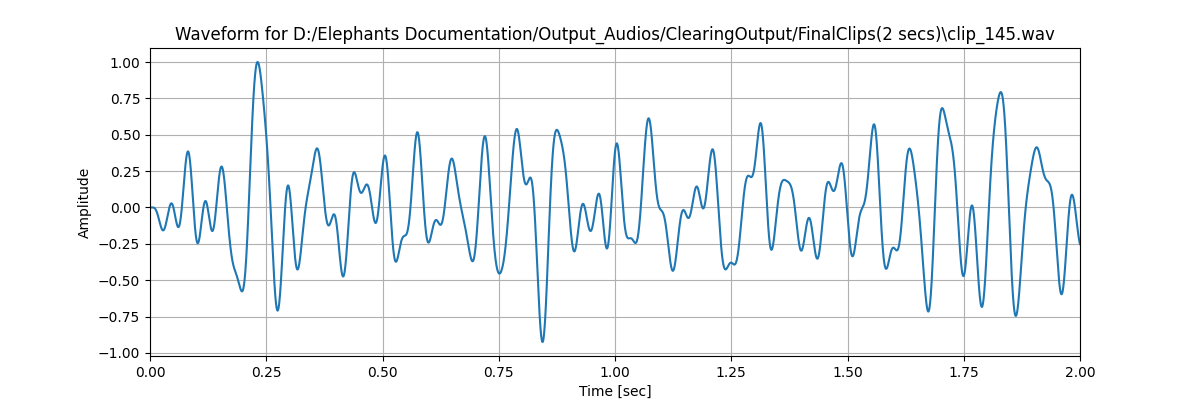 Waveform for D:/Elephants Documentation/Output_Audios/ClearingOutput/FinalClips(2 secs)\clip_145.wav
Amplitude
1.00
0.75
0.50
0.25
0.00
−0.25
−0.50
−0.75
−1.00
0.00 0.25 0.50 0.75 1.00 1.25 1.50 1.75 2.00
Time [sec]